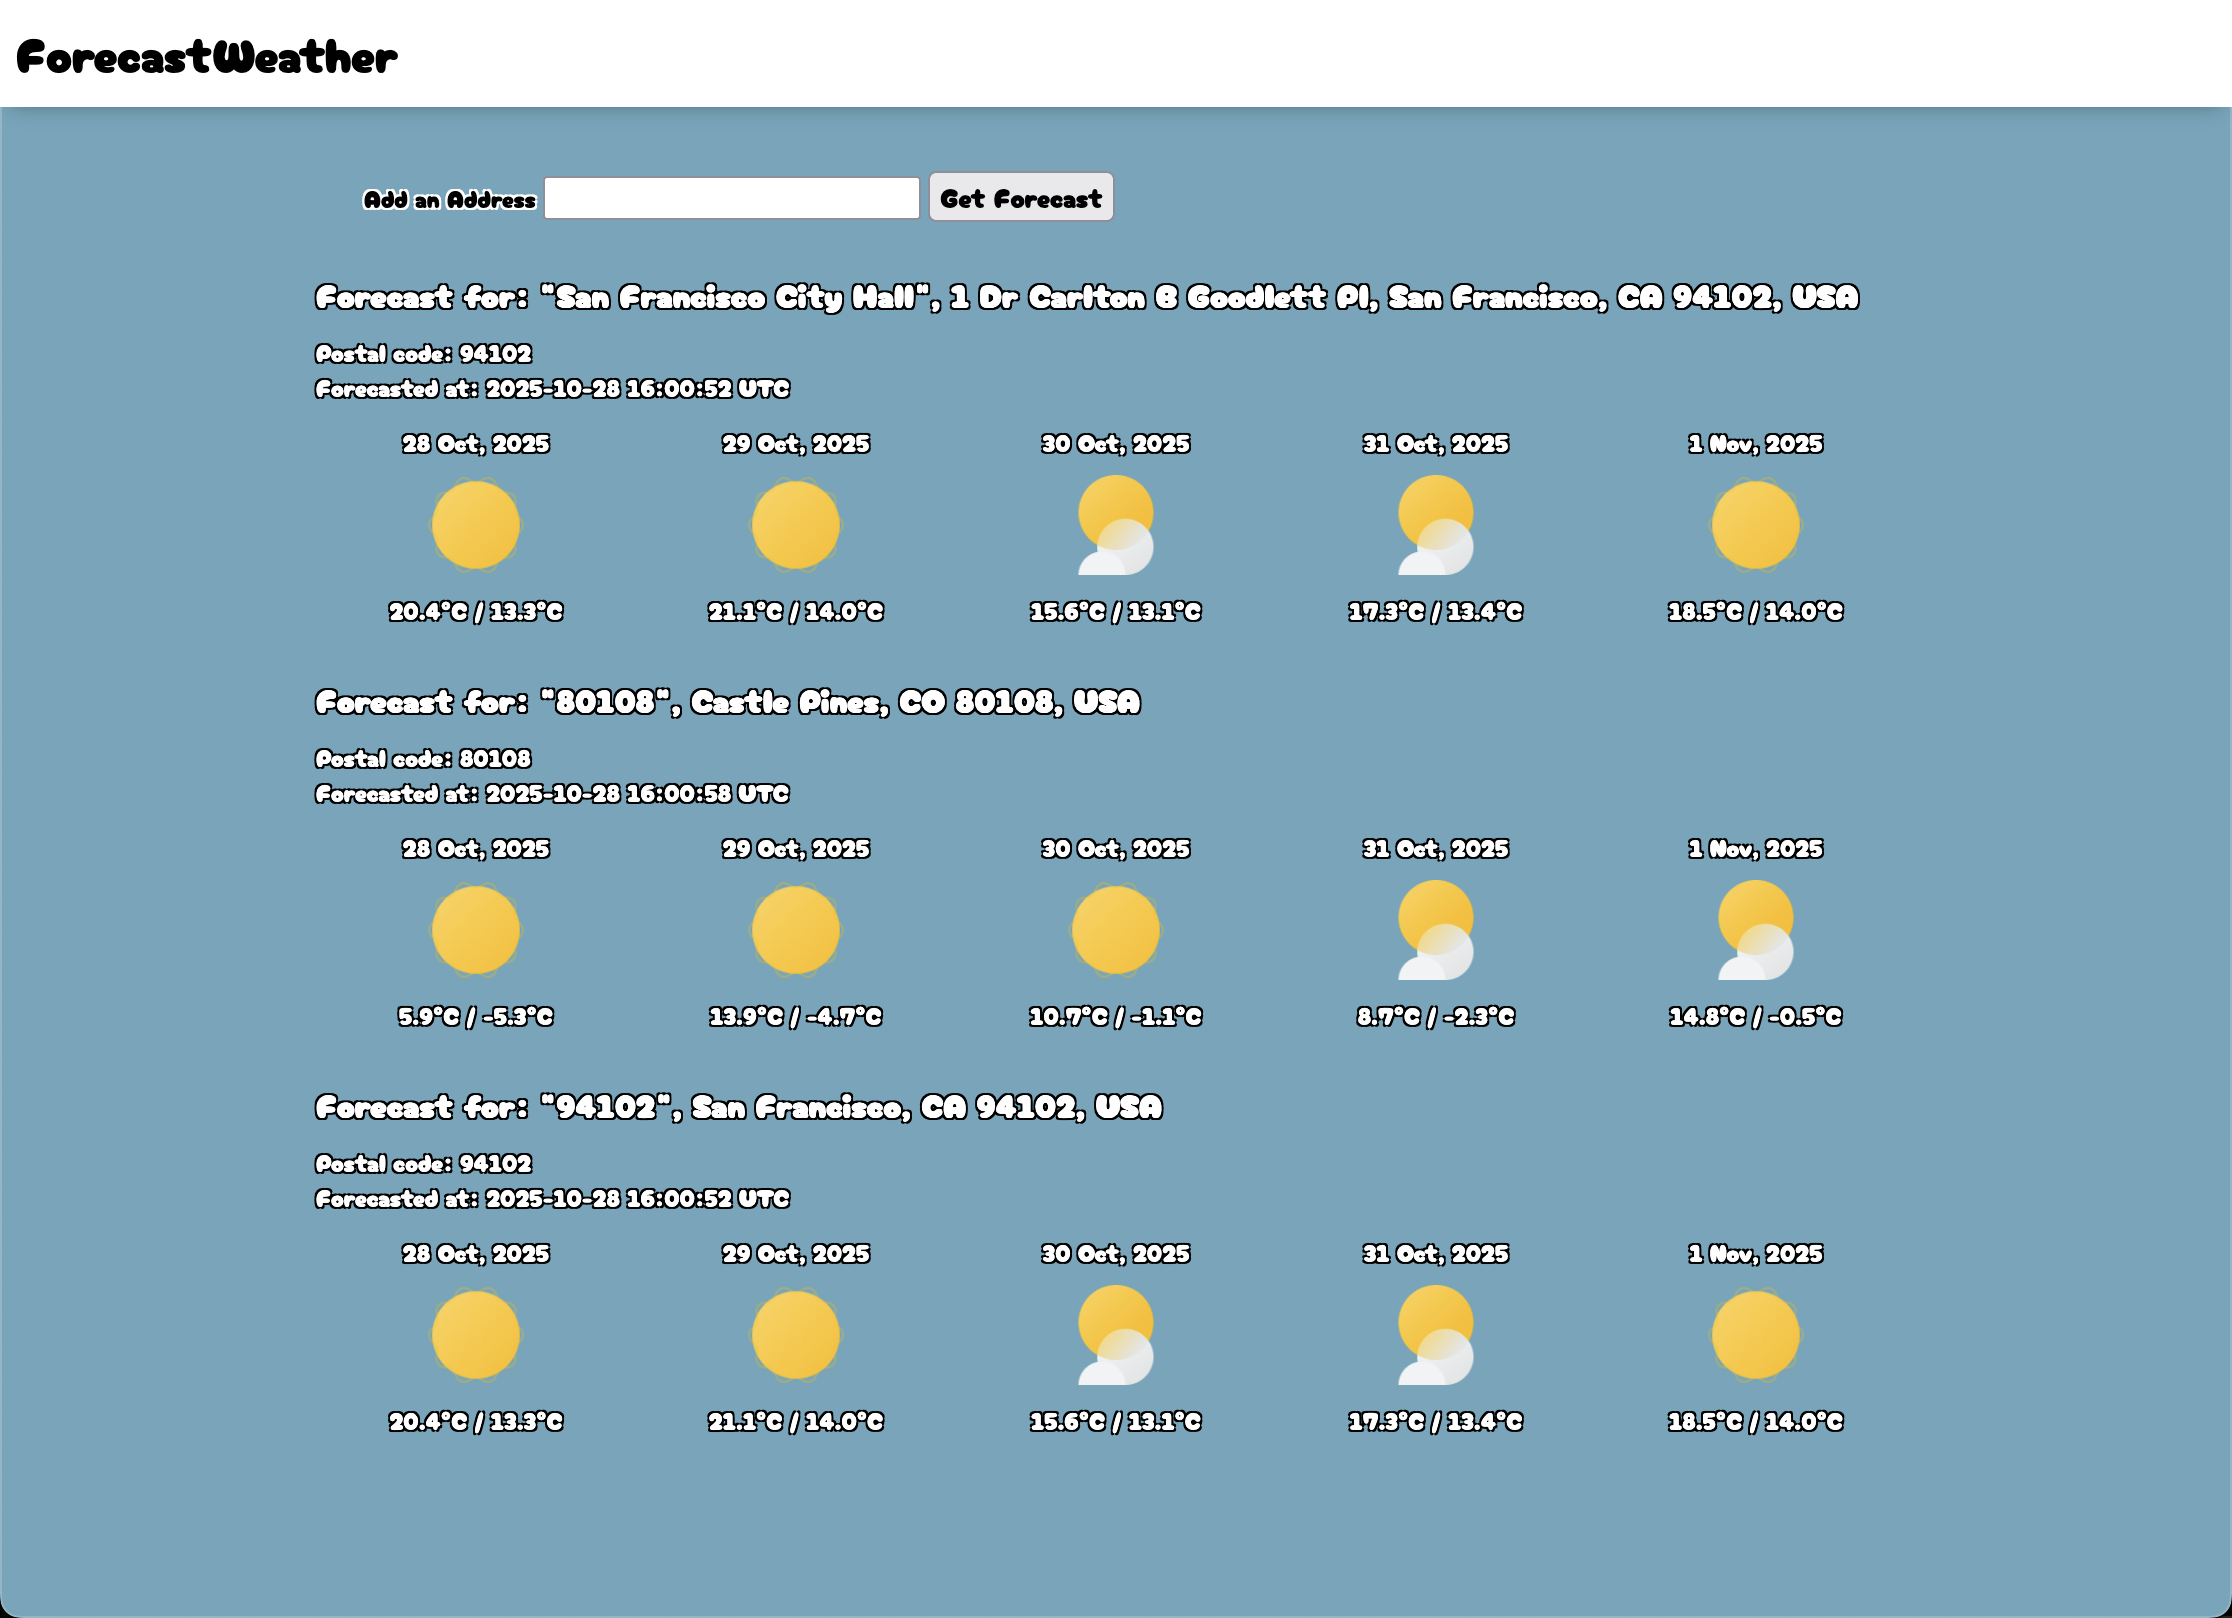 ForecastWeather
Add an Address Get Forecast
Forecast for: "San Francisco City Hall", 1 Dr Carlton B Goodlett Pl, San Francisco, CA 94102, USA
Postal code: 94102
Forecasted at: 2025-10-28 16:00:52 UTC
28 Oct, 2025 29 Oct, 2025 30 Oct, 2025 31 Oct, 2025 1 Nov, 2025
20.4°C / 13.3°C 21.1°C / 14.0°C 15.6°C / 13.1°C 17.3°C / 13.4°C 18.5°C / 14.0°C
Forecast for: "80108", Castle Pines, CO 80108, USA
Postal code: 80108
Forecasted at: 2025-10-28 16:00:58 UTC
28 Oct, 2025 29 Oct, 2025 30 Oct, 2025 31 Oct, 2025 1 Nov, 2025
5.9°C / -5.3°C 13.9°C / -4.7°C 10.7°C / -1.1°C 8.7°C / -2.3°C 14.8°C / -0.5°C
Forecast for: "94102", San Francisco, CA 94102, USA
Postal code: 94102
Forecasted at: 2025-10-28 16:00:52 UTC
28 Oct, 2025 29 Oct, 2025 30 Oct, 2025 31 Oct, 2025 1 Nov, 2025
20.4°C / 13.3°C 21.1°C / 14.0°C 15.6°C / 13.1°C 17.3°C / 13.4°C 18.5°C / 14.0°C